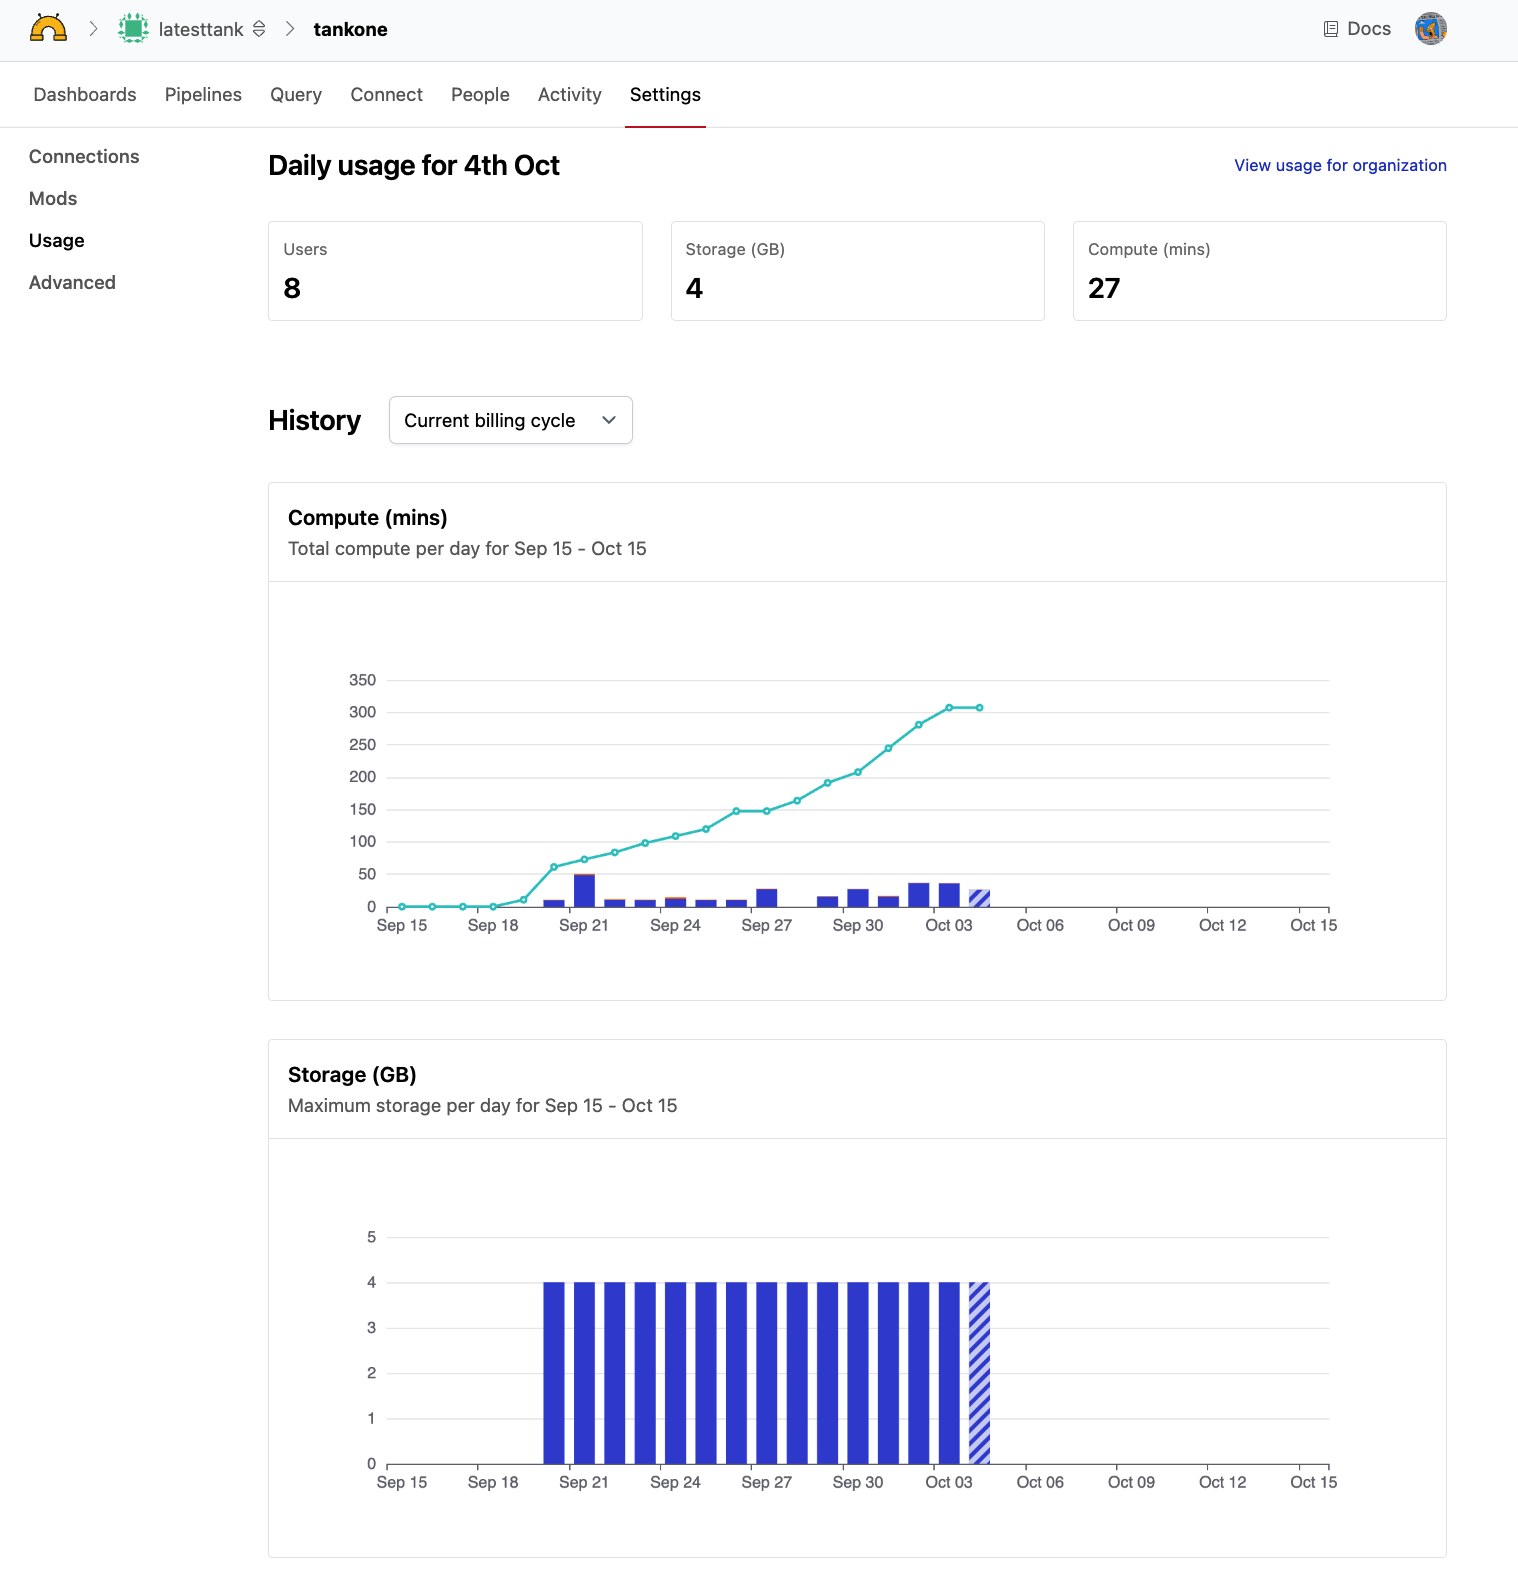 latesttank tankone Docs
Dashboards Pipelines Query Connect People Activity Settings
Connections
Mods
Usage
Advanced
Daily usage for 4th Oct View usage for organization
Users
8
Storage (GB)
4
Compute (mins)
27
History Current billing cycle
Compute (mins)
Total compute per day for Sep 15 - Oct 15
350
300
250
200
150
100
50
0
Sep 15 Sep 18 Sep 21 Sep 24 Sep 27 Sep 30 Oct 03 Oct 06 Oct 09 Oct 12 Oct 15
Storage (GB)
Maximum storage per day for Sep 15 - Oct 15
5
4
3
2
1
0
Sep 15 Sep 18 Sep 21 Sep 24 Sep 27 Sep 30 Oct 03 Oct 06 Oct 09 Oct 12 Oct 15